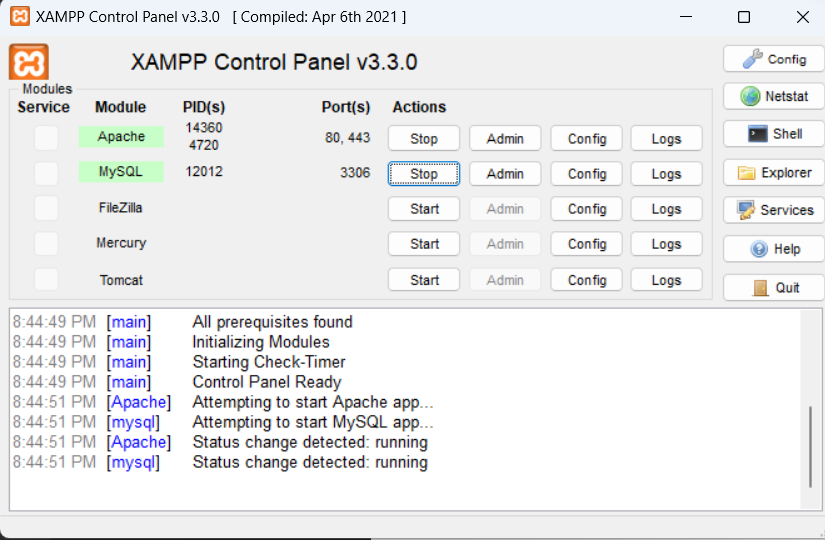 XAMPP Control Panel v3.3.0 [ Compiled: Apr 6th 2021 ]
XAMPP Control Panel v3.3.0
Config
Modules
Service Module PID(s) Port(s) Actions
Netstat
Apache 14360 4720 80, 443 Stop Admin Config Logs
Shell
MySQL 12012 3306 Stop Admin Config Logs
Explorer
FileZilla Start Admin Config Logs
Services
Mercury Start Admin Config Logs
Help
Tomcat Start Admin Config Logs
Quit
8:44:49 PM [main] All prerequisites found
8:44:49 PM [main] Initializing Modules
8:44:49 PM [main] Starting Check-Timer
8:44:49 PM [main] Control Panel Ready
8:44:51 PM [Apache] Attempting to start Apache app...
8:44:51 PM [mysql] Attempting to start MySQL app...
8:44:51 PM [Apache] Status change detected: running
8:44:51 PM [mysql] Status change detected: running